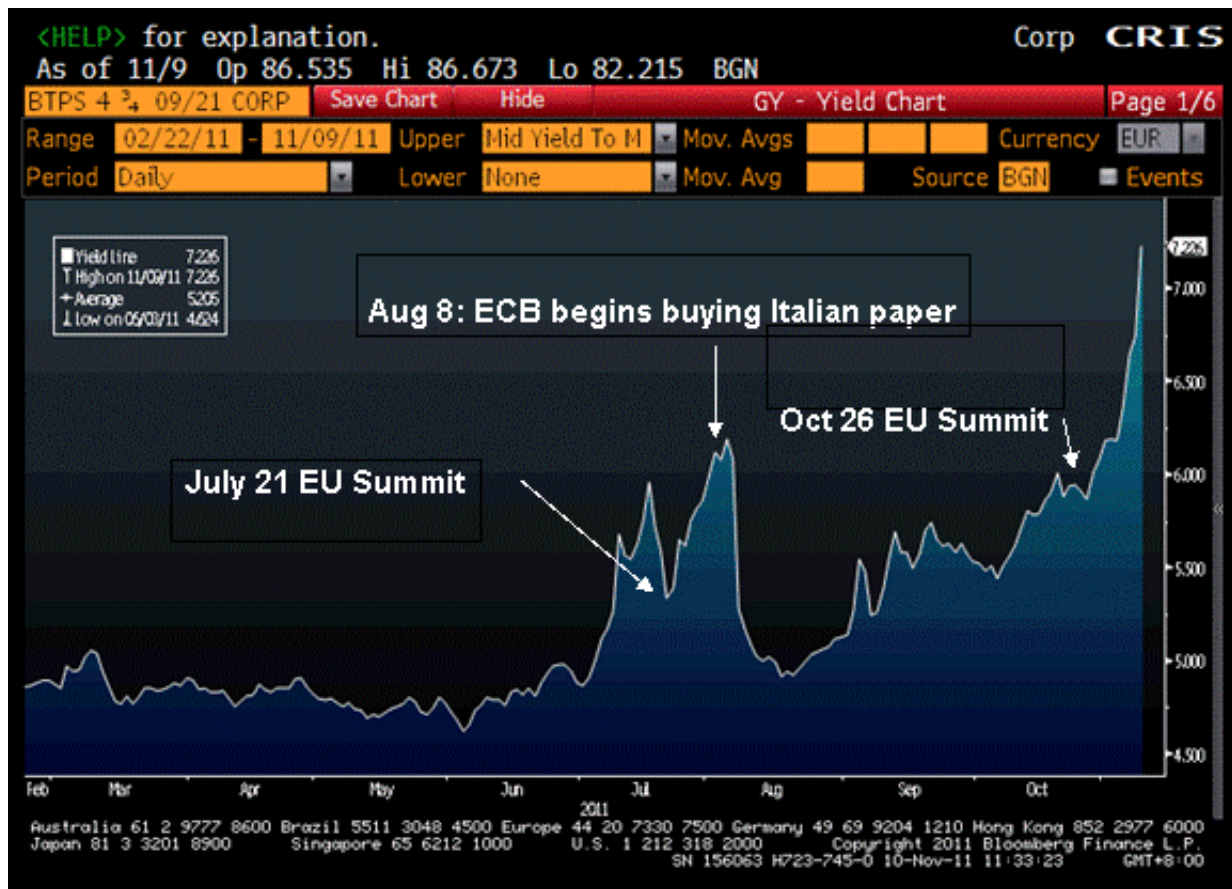 <HELP> for explanation. Corp CRIS
As of 11/9 Op 86.535 Hi 86.673 Lo 82.215 BGN
BTPS 4 ¾ 09/21 CORP Save Chart Hide GY - Yield Chart Page 1/6
Range 02/22/11 - 11/09/11 Upper Mid Yield To M Mov. Avgs Currency EUR
Period Daily Lower None Mov. Avg Source BGN Events
Yield line 7.226
High on 11/09/11 7.226
Average 5.205
low on 4.624
7.226
7.000
6.500
6.000
5.500
5.000
4.500
Aug 8: ECB begins buying Italian paper
Oct 26 EU Summit
July 21 EU Summit
Feb Mar Apr May Jun Jul Aug Sep Oct
2011
Australia 61 2 9777 8600 Brazil 5511 3048 4500 Europe 44 20 7330 7500 Germany 49 69 9204 1210 Hong Kong 852 2977 6000
Japan 81 3 3201 8900 Singapore 65 6212 1000 U.S. 1 212 318 2000 Copyright 2011 Bloomberg Finance L.P.
SN 156063 H723-745-0 10-Nov-11 11:33:23 GMT+8:00